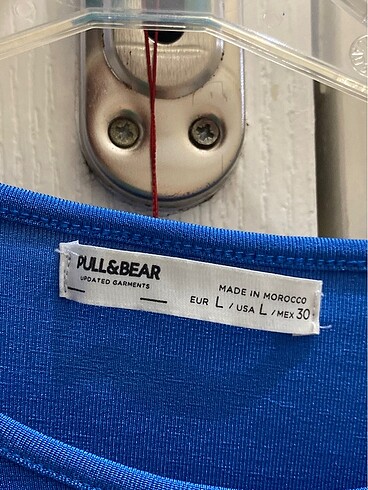 PULL&BEAR
UPDATED GARMENTS
MADE IN MOROCCO
EUR L / USA L / MEX 30